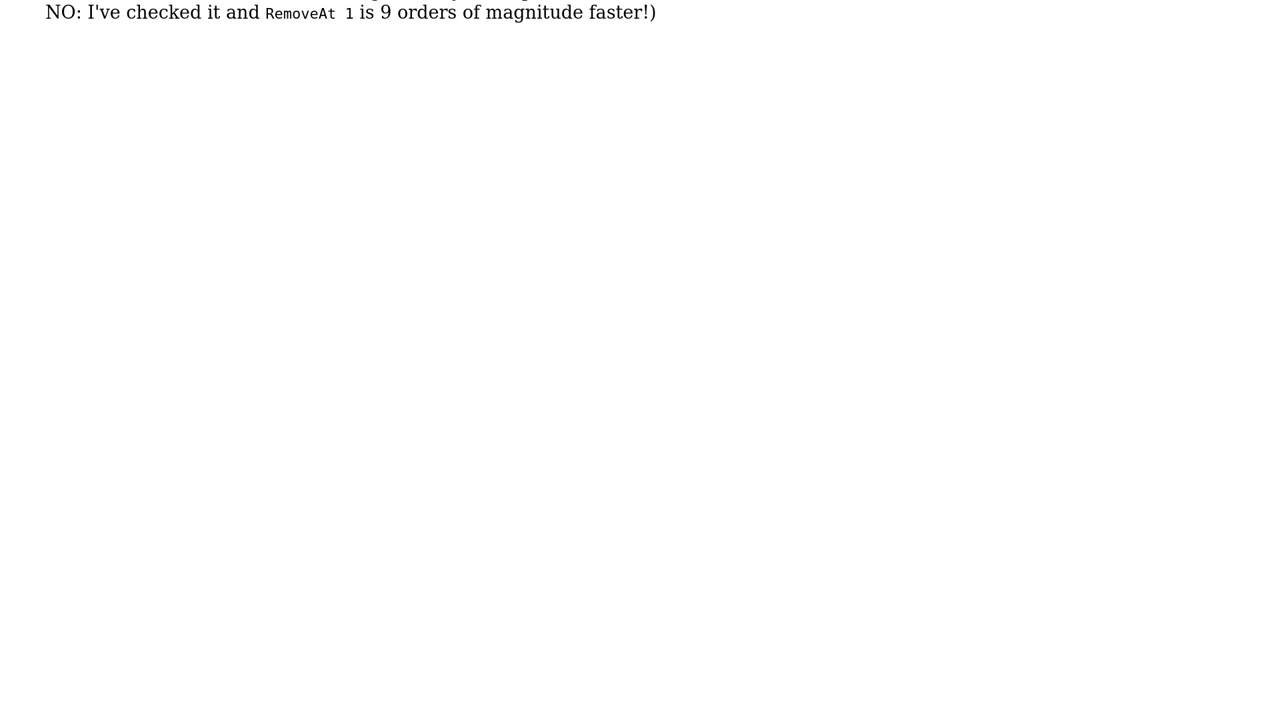 NO: I've checked it and RemoveAt 1 is 9 orders of magnitude faster!)